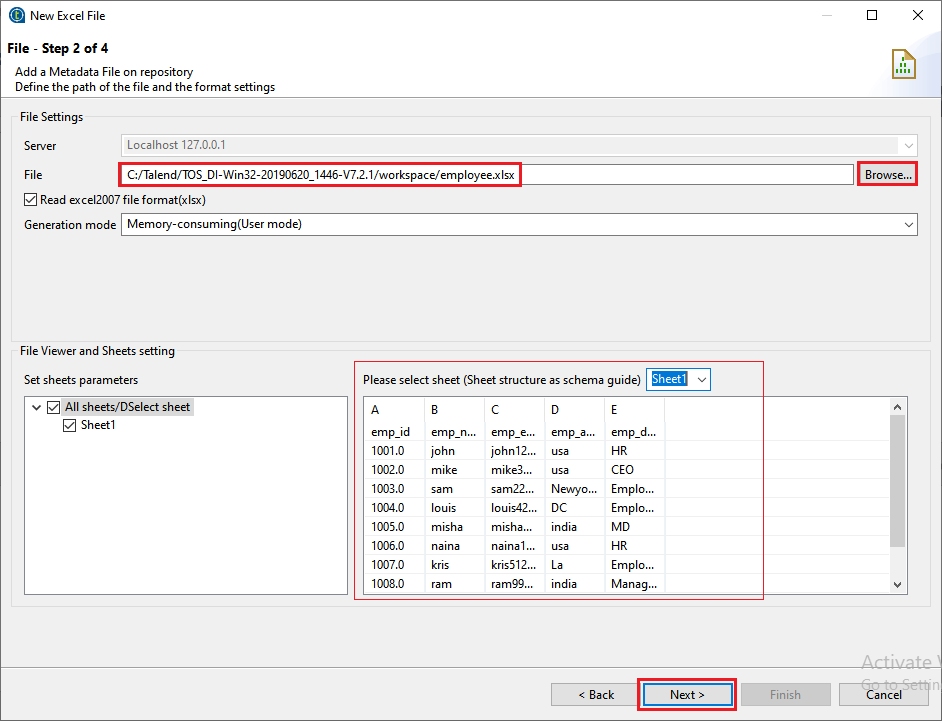 New Excel File
File - Step 2 of 4
Add a Metadata File on repository
Define the path of the file and the format settings
File Settings
Server Localhost 127.0.0.1
File C:/Talend/TOS_DI-Win32-20190620_1446-V7.2.1/workspace/employee.xlsx Browse...
Read excel2007 file format(xlsx)
Generation mode Memory-consuming(User mode)
File Viewer and Sheets setting
Set sheets parameters
All sheets/DSelect sheet
Sheet1
Please select sheet (Sheet structure as schema guide) Sheet1
A B C D E
emp_id emp_n... emp_e... emp_a... emp_d...
1001.0 john john12... usa HR
1002.0 mike mike3... usa CEO
1003.0 sam sam22... Newyo... Emplo...
1004.0 louis louis42... DC Emplo...
1005.0 misha misha... india MD
1006.0 naina naina1... usa HR
1007.0 kris kris512... La Emplo...
1008.0 ram ram99... india Manag...
Activate W
Go to Settin
< Back Next > Finish Cancel